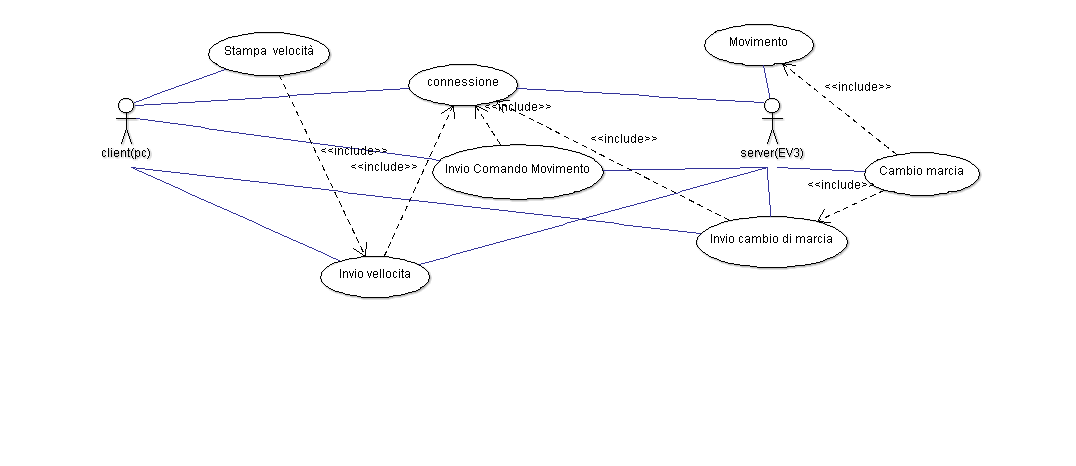 Stampa velocità
Movimento
connessione
<<include>>
<<include>>
<<include>>
client(pc)
<<include>>
<<include>>
server(EV3)
Invio Comando Movimento
Cambio marcia
<<include>>
Invio cambio di marcia
Invio vellocita